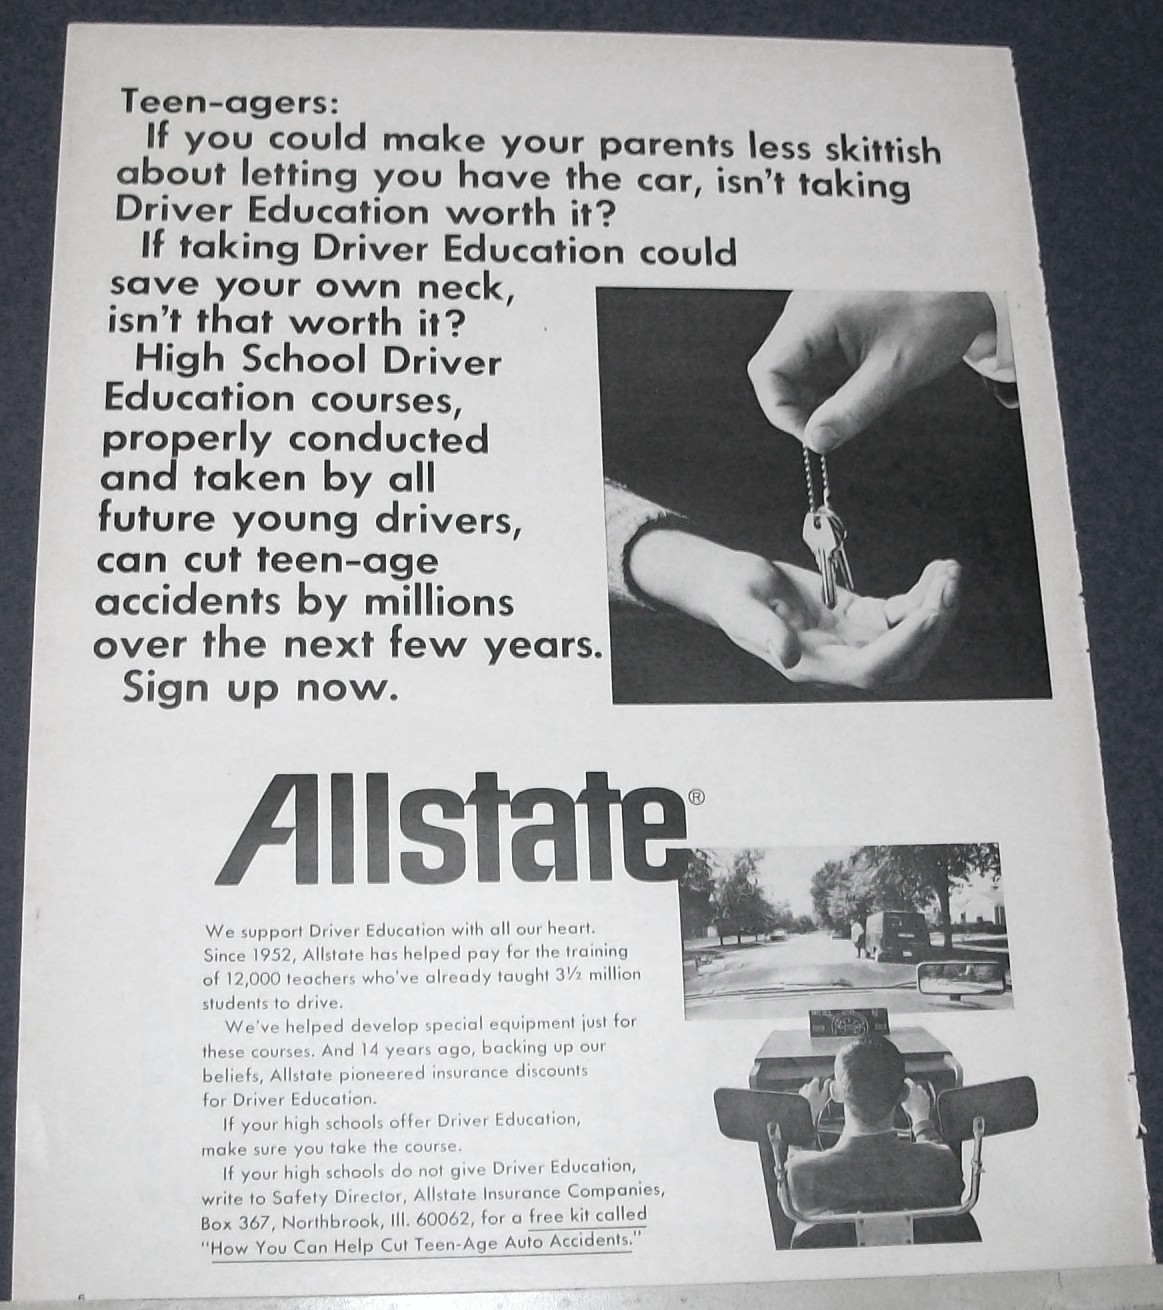 Teen-agers:
If you could make your parents less skittish
about letting you have the car, isn't taking
Driver Education worth it?
If taking Driver Education could
save your own neck,
isn't that worth it?
High School Driver
Education courses,
properly conducted
and taken by all
future young drivers,
can cut teen-age
accidents by millions
over the next few years.
Sign up now.
Allstate®
We support Driver Education with all our heart.
Since 1952, Allstate has helped pay for the training
of 12,000 teachers who've already taught 3½ million
students to drive.
We've helped develop special equipment just for
these courses. And 14 years ago, backing up our
beliefs, Allstate pioneered insurance discounts
for Driver Education.
If your high schools offer Driver Education,
make sure you take the course.
If your high schools do not give Driver Education,
write to Safety Director, Allstate Insurance Companies,
Box 367, Northbrook, Ill. 60062, for a free kit called
"How You Can Help Cut Teen-Age Auto Accidents."